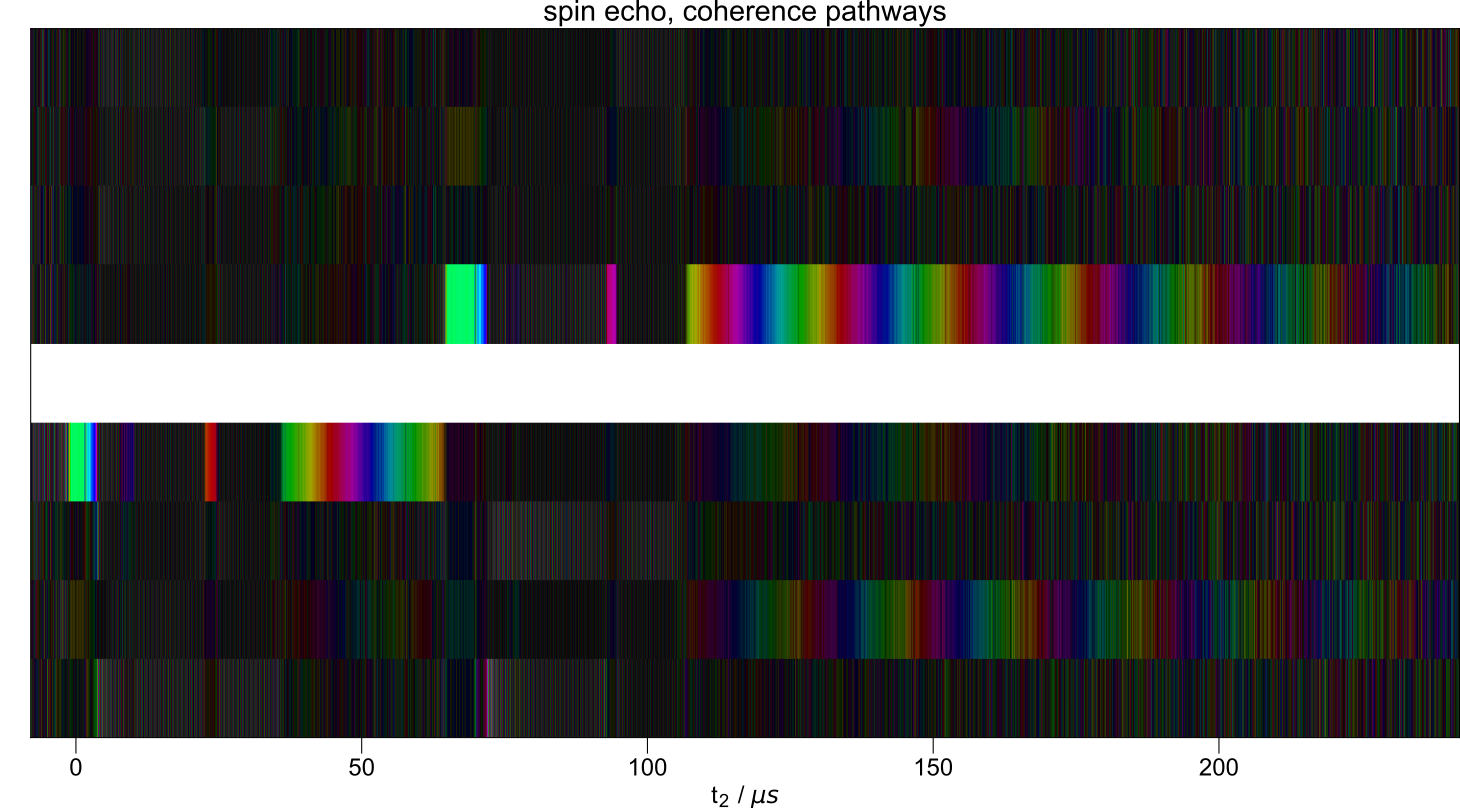 spin echo, coherence pathways
0 50 100 150 200
t₂ / μs